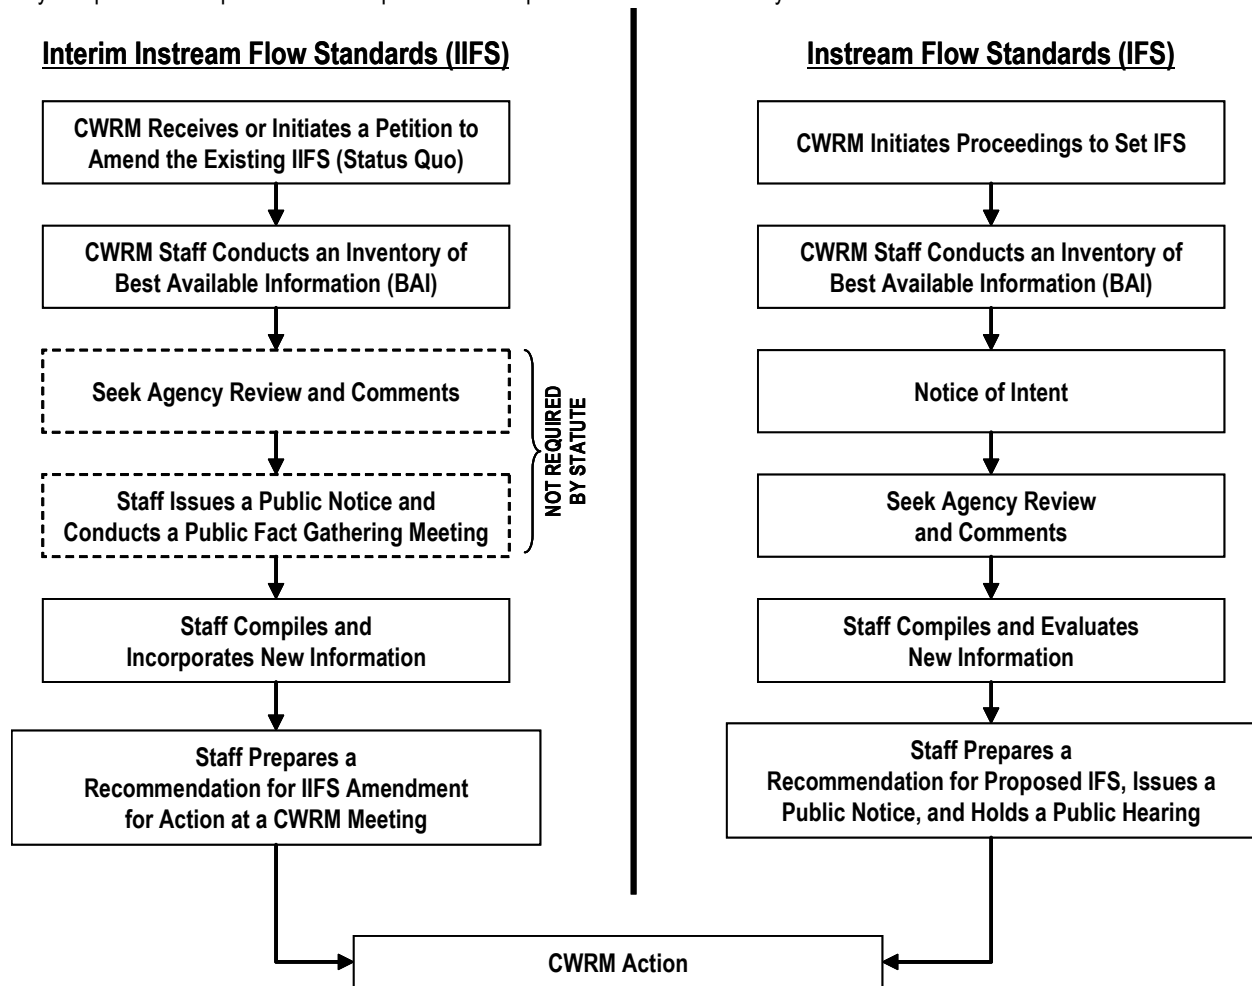 Interim Instream Flow Standards (IIFS)
CWRM Receives or Initiates a Petition to
Amend the Existing IIFS (Status Quo)
CWRM Staff Conducts an Inventory of
Best Available Information (BAI)
Seek Agency Review and Comments
Staff Issues a Public Notice and
Conducts a Public Fact Gathering Meeting
NOT REQUIRED
BY STATUTE
Staff Compiles and
Incorporates New Information
Staff Prepares a
Recommendation for IIFS Amendment
for Action at a CWRM Meeting
Instream Flow Standards (IFS)
CWRM Initiates Proceedings to Set IFS
CWRM Staff Conducts an Inventory of
Best Available Information (BAI)
Notice of Intent
Seek Agency Review
and Comments
Staff Compiles and Evaluates
New Information
Staff Prepares a
Recommendation for Proposed IFS, Issues a
Public Notice, and Holds a Public Hearing
CWRM Action